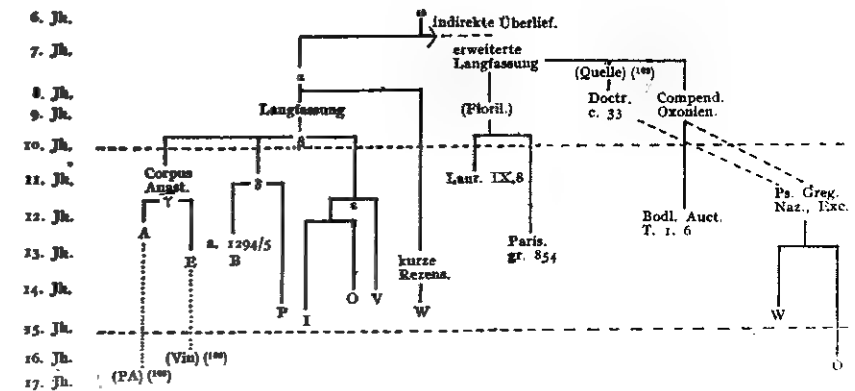 6. Jh.
ω
indirekte Überlief.
7. Jh.
erweiterte
Langfassung
α
(Quelle) (¹⁶⁹)
8. Jh.
Langfassung
(Floril.)
Doctr.
c. 33
Compend.
Oxonien.
9. Jh.
10. Jh.
11. Jh.
Corpus
Anast.
γ
δ
ε
Laur. IX,8
Ps. Greg.
Naz., Exc.
12. Jh.
A
Bodl. Auct.
T. 1. 6
13. Jh.
E
a. 1294/5
B
kurze
Rezens.
Paris.
gr. 854
14. Jh.
P
I
O
V
W
W
15. Jh.
16. Jh.
(Vin)
O
17. Jh.
(PA)